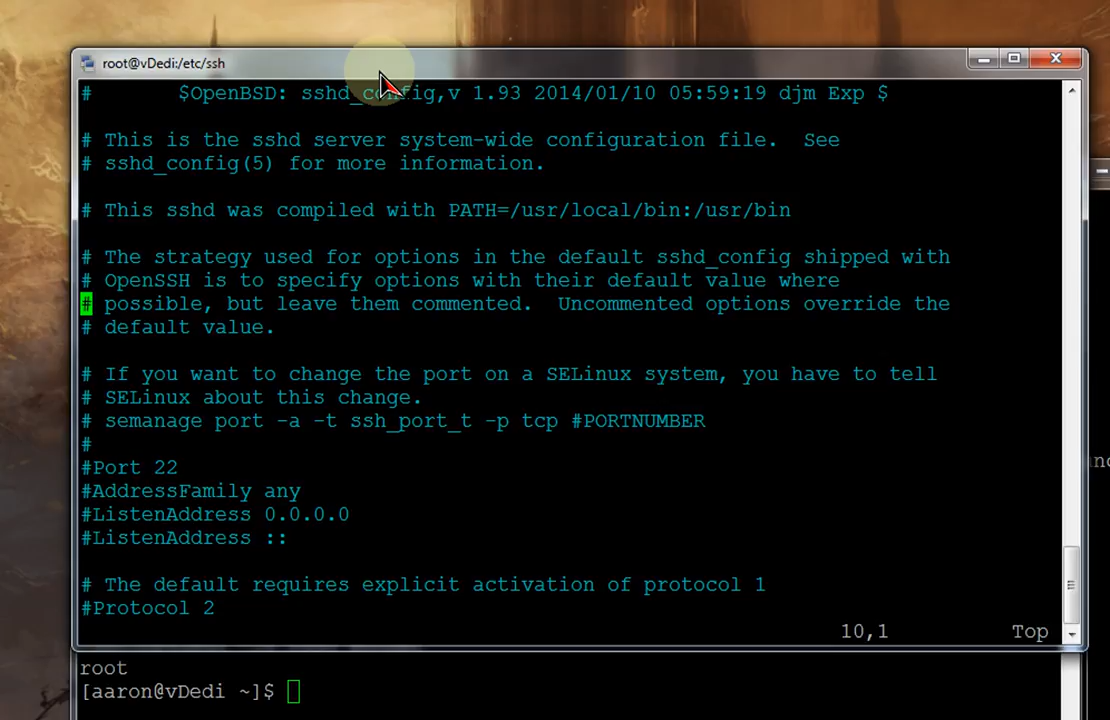 root@vDedi:/etc/ssh
# $OpenBSD: sshd_config,v 1.93 2014/01/10 05:59:19 djm Exp $
# This is the sshd server system-wide configuration file. See
# sshd_config(5) for more information.
# This sshd was compiled with PATH=/usr/local/bin:/usr/bin
# The strategy used for options in the default sshd_config shipped with
# OpenSSH is to specify options with their default value where
# possible, but leave them commented. Uncommented options override the
# default value.
# If you want to change the port on a SELinux system, you have to tell
# SELinux about this change.
# semanage port -a -t ssh_port_t -p tcp #PORTNUMBER
#
#Port 22
#AddressFamily any
#ListenAddress 0.0.0.0
#ListenAddress ::
# The default requires explicit activation of protocol 1
#Protocol 2
10,1 Top
root
[aaron@vDedi ~]$